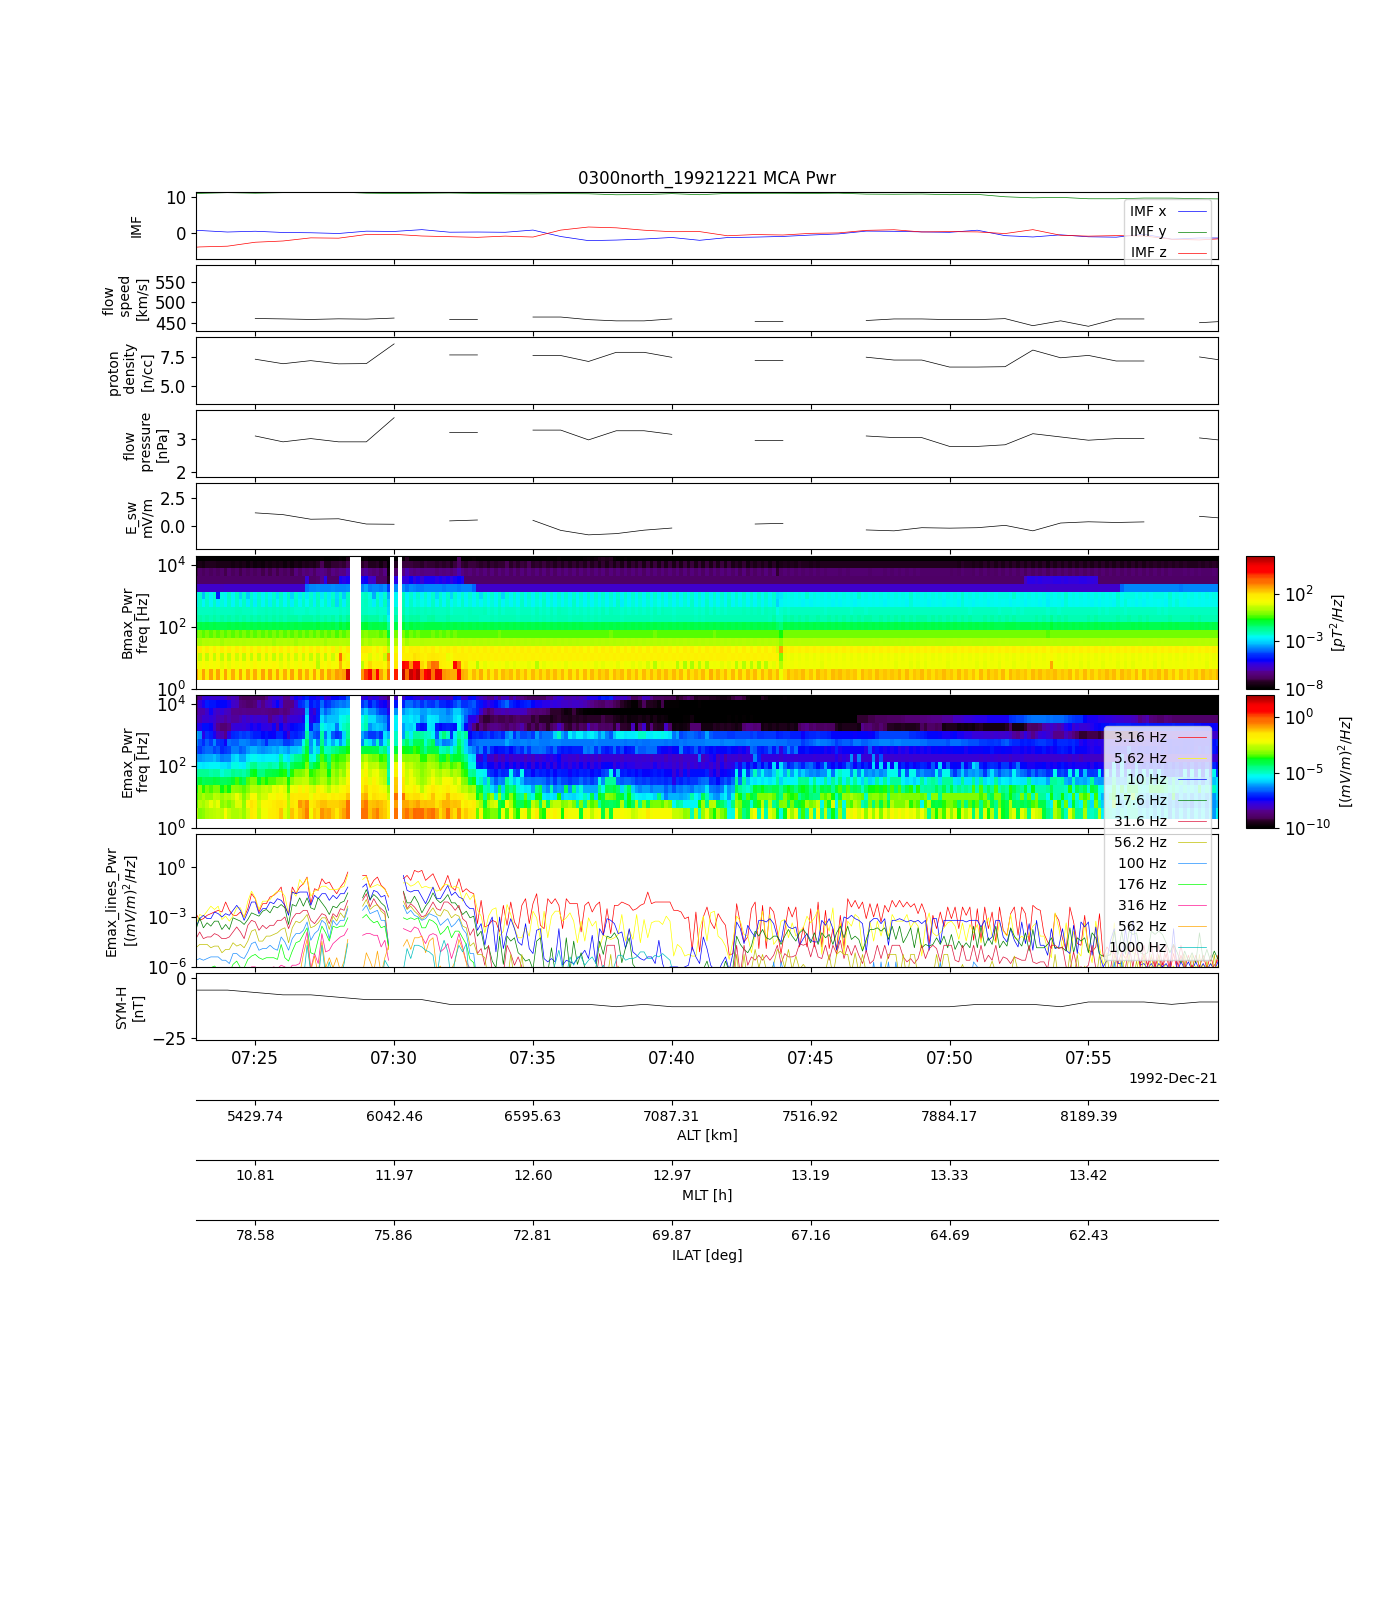 0300north_19921221 MCA Pwr
10
0
IMF
IMF x
IMF y
IMF z
550
500
450
flow
speed
[km/s]
7.5
5.0
proton
density
[n/cc]
3
2
flow
pressure
[nPa]
2.5
0.0
E_sw
mV/m
10^4
10^2
10^0
Bmax_Pwr
freq [Hz]
10^2
10^-3
10^-8
[pT^2/Hz]
10^4
10^2
10^0
Emax_Pwr
freq [Hz]
10^0
10^-5
10^-10
[(mV/m)^2/Hz]
3.16 Hz
5.62 Hz
10 Hz
17.6 Hz
31.6 Hz
56.2 Hz
100 Hz
176 Hz
316 Hz
562 Hz
1000 Hz
10^0
10^-3
10^-6
Emax_lines_Pwr
[(mV/m)^2/Hz]
0
−25
SYM-H
[nT]
07:25 07:30 07:35 07:40 07:45 07:50 07:55
1992-Dec-21
5429.74 6042.46 6595.63 7087.31 7516.92 7884.17 8189.39
ALT [km]
10.81 11.97 12.60 12.97 13.19 13.33 13.42
MLT [h]
78.58 75.86 72.81 69.87 67.16 64.69 62.43
ILAT [deg]